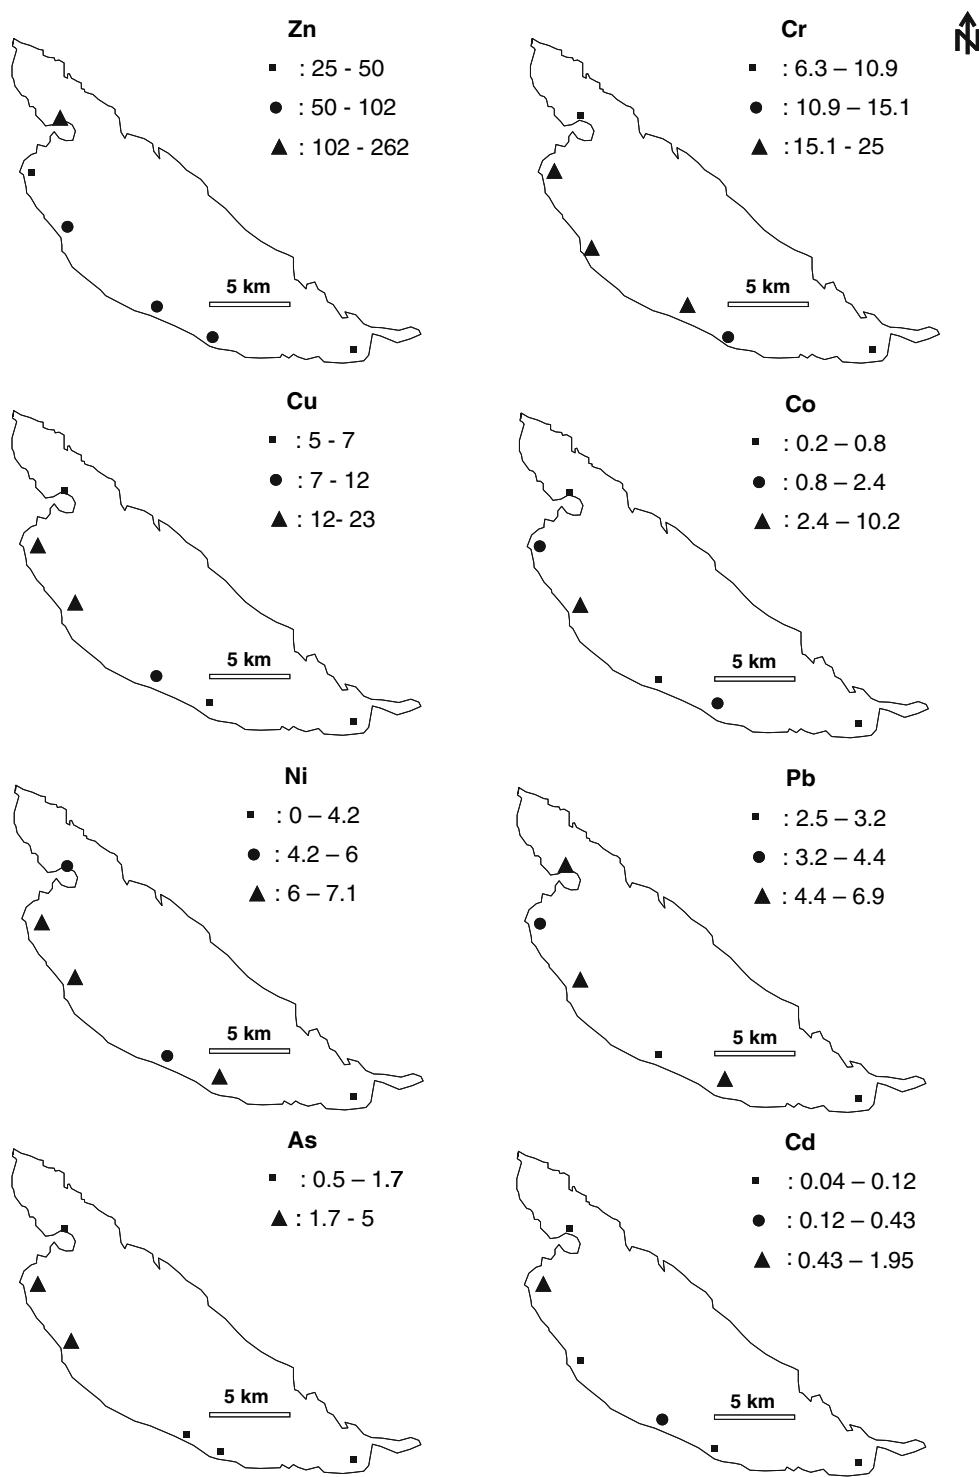 Zn
: 25 - 50
: 50 - 102
: 102 - 262
5 km
Cr
: 6.3 – 10.9
: 10.9 – 15.1
: 15.1 - 25
5 km
N
Cu
: 5 - 7
: 7 - 12
: 12- 23
5 km
Co
: 0.2 – 0.8
: 0.8 – 2.4
: 2.4 – 10.2
5 km
Ni
: 0 – 4.2
: 4.2 – 6
: 6 – 7.1
5 km
Pb
: 2.5 – 3.2
: 3.2 – 4.4
: 4.4 – 6.9
5 km
As
: 0.5 – 1.7
: 1.7 - 5
5 km
Cd
: 0.04 – 0.12
: 0.12 – 0.43
: 0.43 – 1.95
5 km